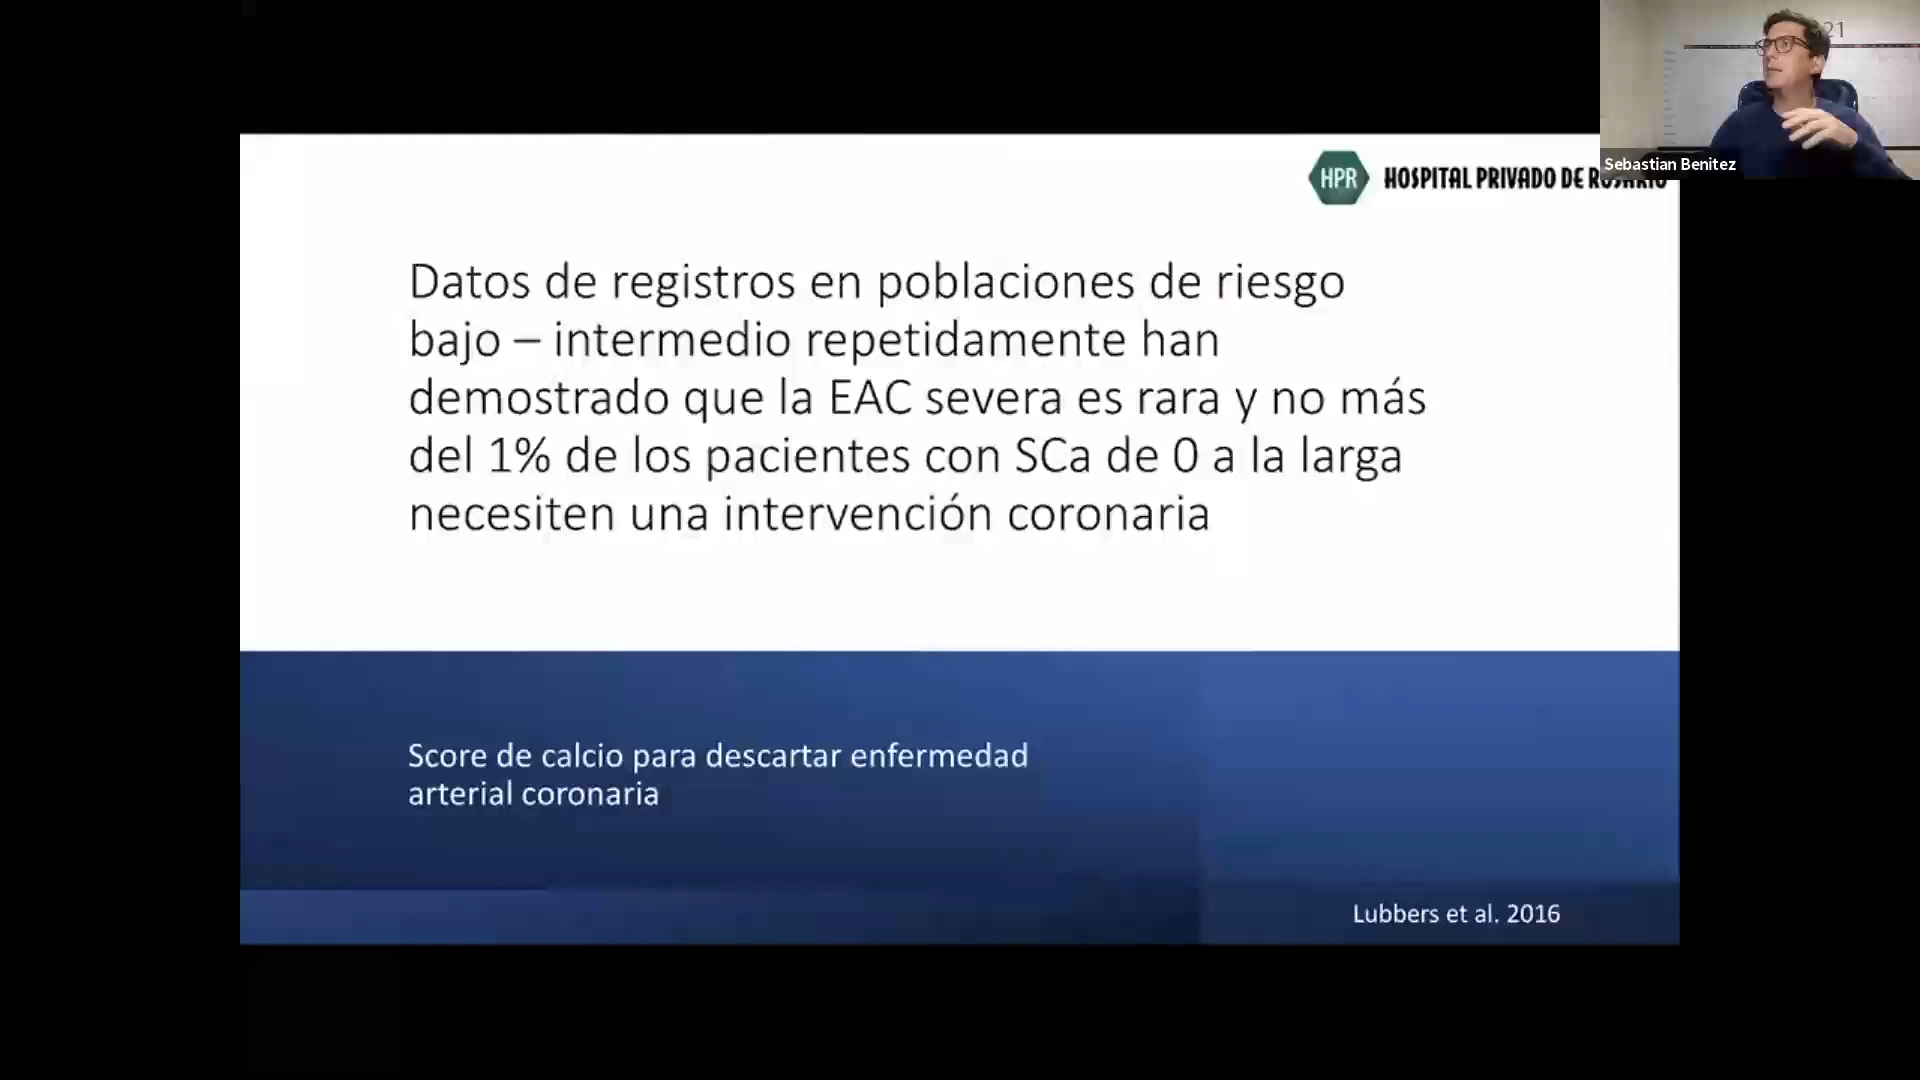 21
Sebastian Benitez
HPR HOSPITAL PRIVADO DE ROSARIO
Datos de registros en poblaciones de riesgo
bajo – intermedio repetidamente han
demostrado que la EAC severa es rara y no más
del 1% de los pacientes con SCa de 0 a la larga
necesiten una intervención coronaria
Score de calcio para descartar enfermedad
arterial coronaria
Lubbers et al. 2016